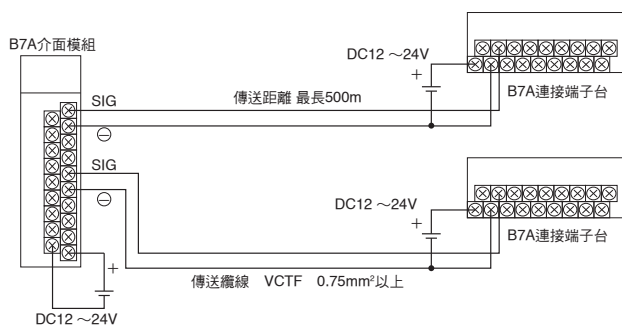 B7A介面模組
DC12 ～24V
+
SIG
傳送距離 最長500m
B7A連接端子台
⊖
SIG
⊖
DC12 ～24V
+
B7A連接端子台
傳送纜線 VCTF 0.75mm²以上
+
DC12 ～24V